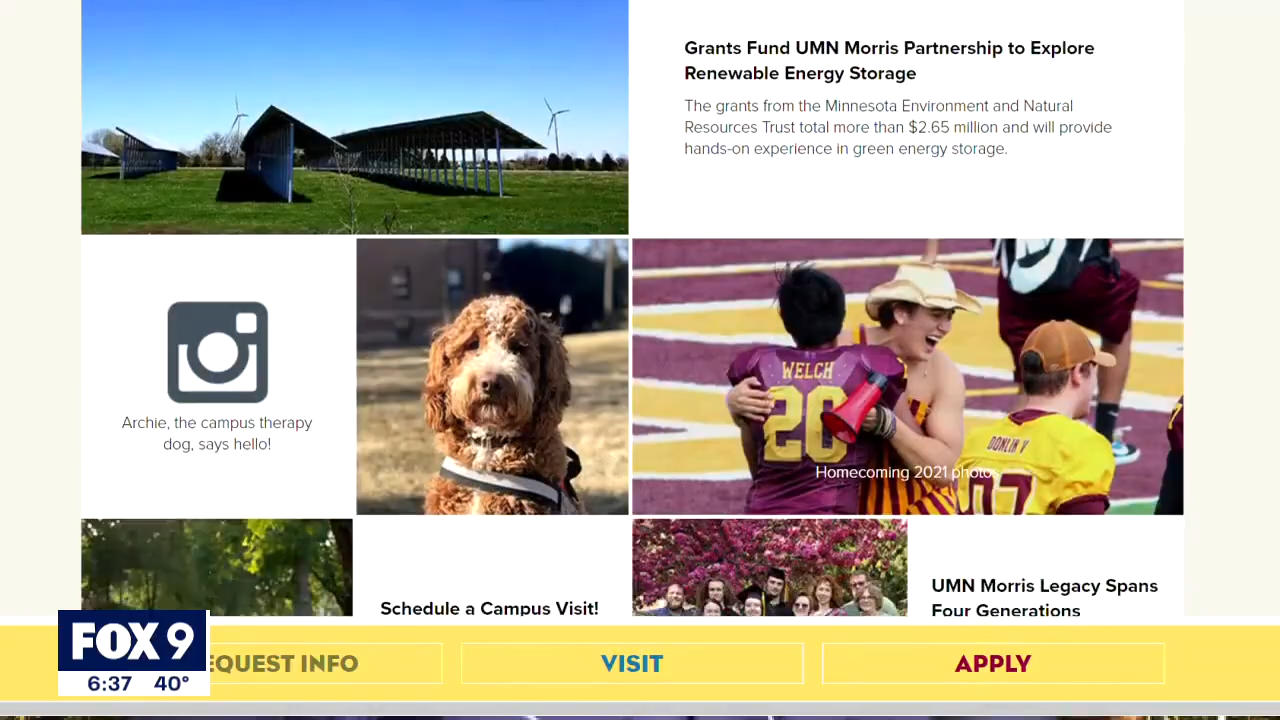 Grants Fund UMN Morris Partnership to Explore
Renewable Energy Storage
The grants from the Minnesota Environment and Natural
Resources Trust total more than $2.65 million and will provide
hands-on experience in green energy storage.
Archie, the campus therapy
dog, says hello!
WELCH
20
DONLIN V
97
Homecoming 2021 photos
Schedule a Campus Visit!
UMN Morris Legacy Spans
Four Generations
EQUEST INFO
VISIT
APPLY
FOX 9
6:37 40°